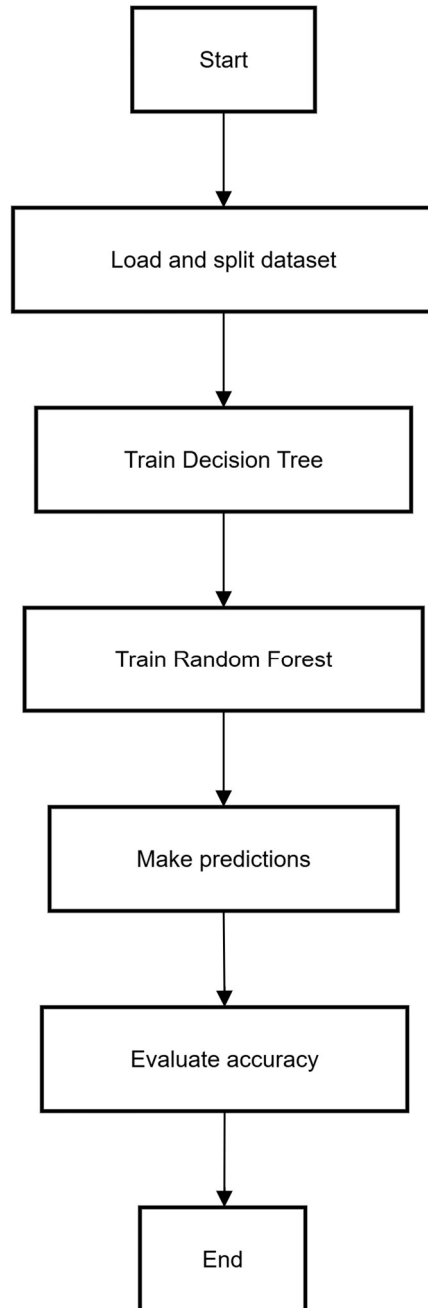 Start
Load and split dataset
Train Decision Tree
Train Random Forest
Make predictions
Evaluate accuracy
End